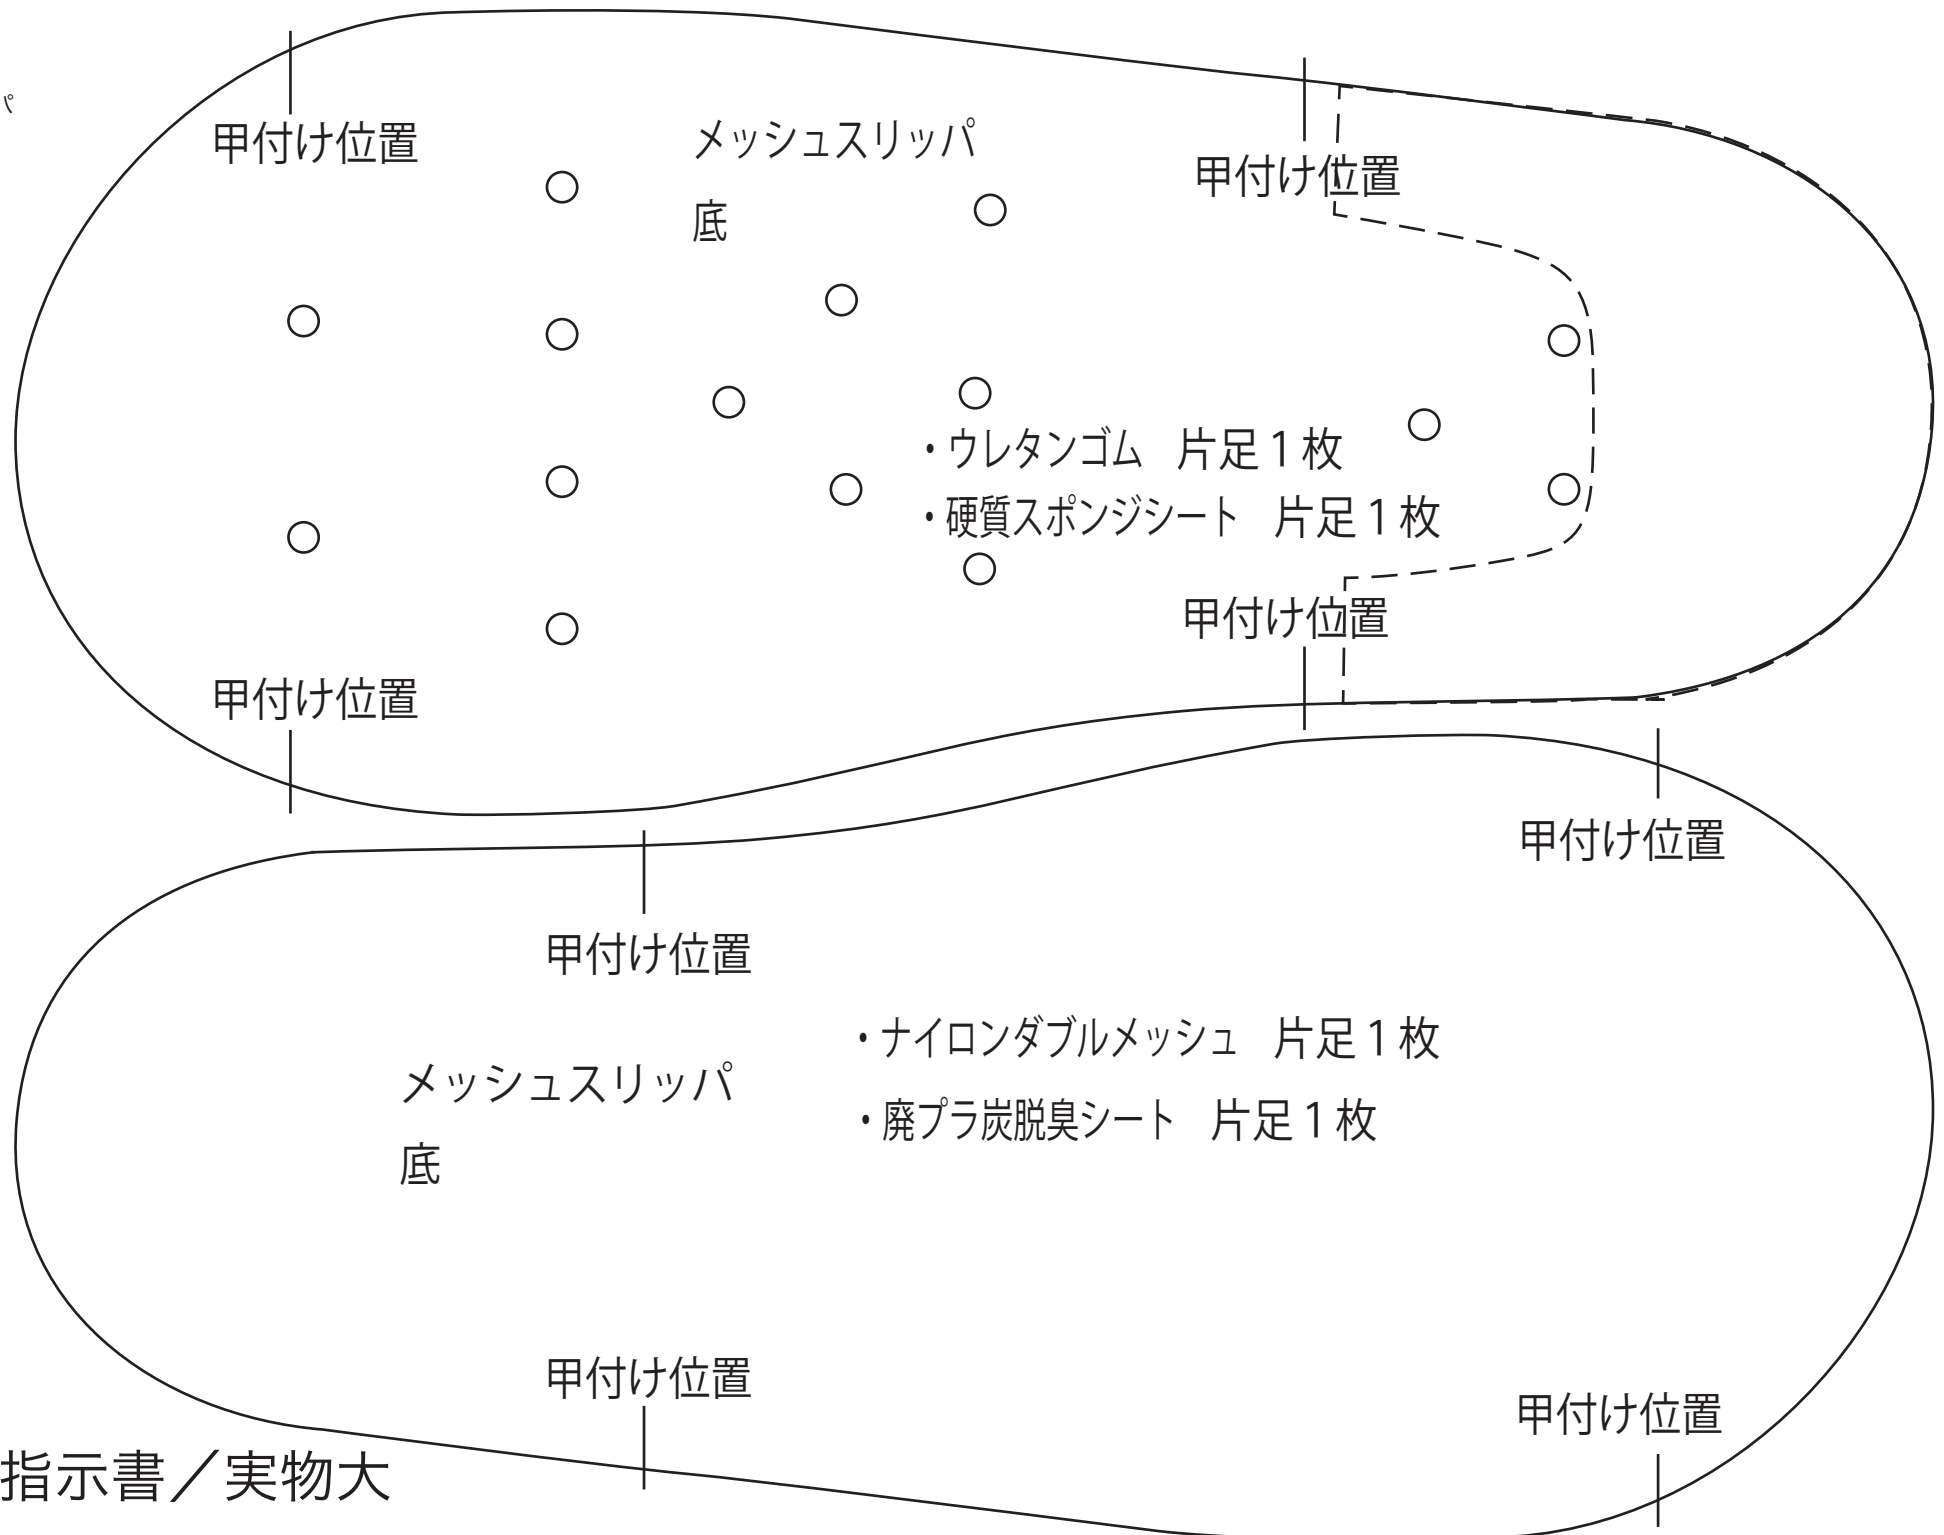 パ
甲付け位置
メッシュスリッパ
底
甲付け位置
・ウレタンゴム　片足１枚
・硬質スポンジシート　片足１枚
甲付け位置
甲付け位置
甲付け位置
甲付け位置
・ナイロンダブルメッシュ　片足１枚
メッシュスリッパ
底
・廃プラ炭脱臭シート　片足１枚
甲付け位置
甲付け位置
指示書／実物大